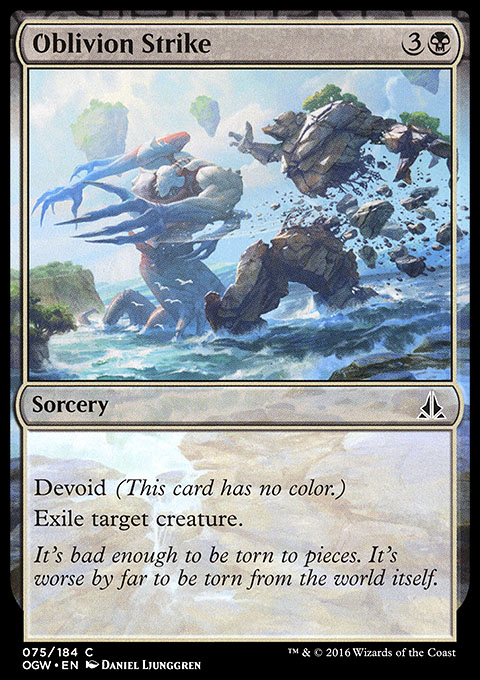 Oblivion Strike 3
Sorcery
Devoid (This card has no color.)
Exile target creature.
It's bad enough to be torn to pieces. It's
worse by far to be torn from the world itself.
075/184 C
OGW • EN Daniel Ljunggren
™ & © 2016 Wizards of the Coast